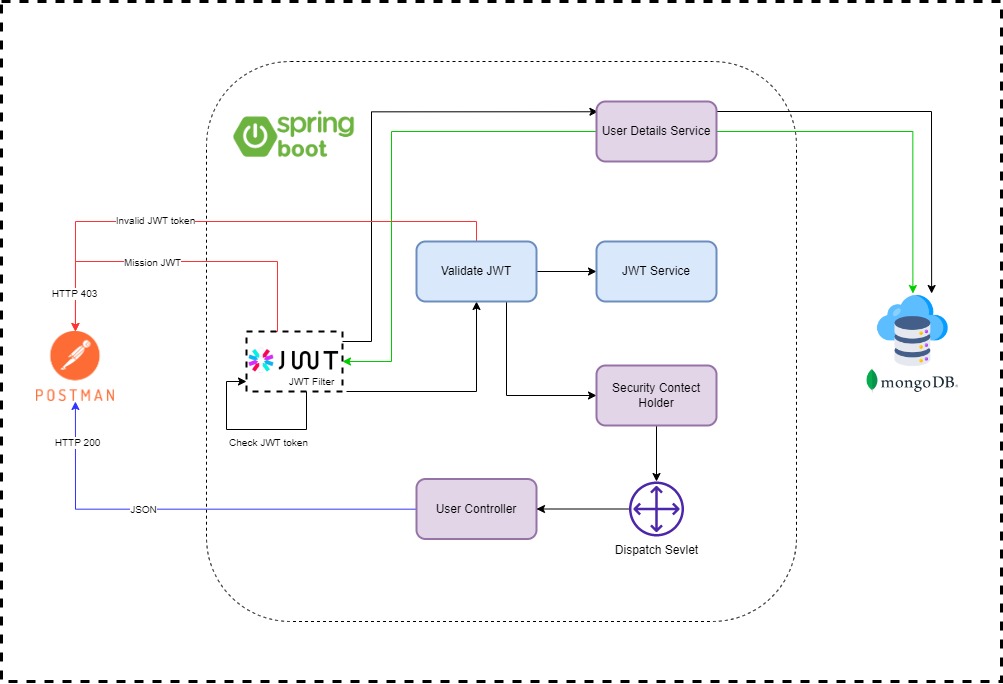 spring
boot
User Details Service
Invalid JWT token
Validate JWT
JWT Service
Mission JWT
HTTP 403
JWT
JWT Filter
POSTMAN
mongoDB.
Security Contect
Holder
Check JWT token
HTTP 200
JSON
User Controller
Dispatch Sevlet